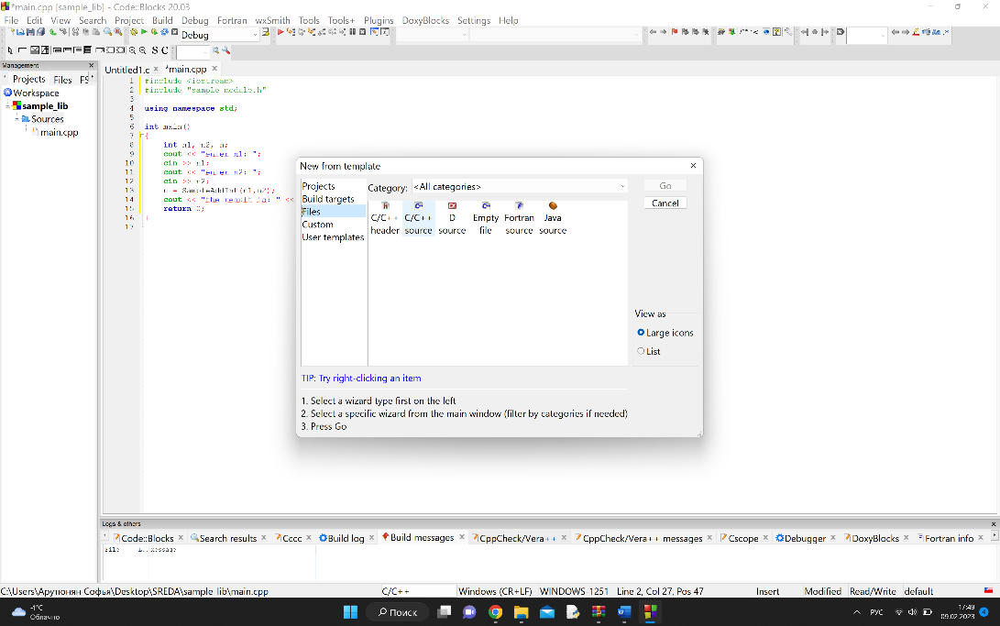 *main.cpp [sample_lib] - Code::Blocks 20.03
File Edit View Search Project Build Debug Fortran wxSmith Tools Tools+ Plugins DoxyBlocks Settings Help
Debug
S C
Management
Projects Files FS
Workspace
sample_lib
Sources
main.cpp
Untitled1.c *main.cpp
1 #include <iostream>
2 #include "sample_module.h"
3
4 using namespace std;
5
6 int main()
7 {
8 int n1, n2, n;
9 cout << "enter n1: ";
10 cin >> n1;
11 cout << "enter n2: ";
12 cin >> n2;
13 n = SampleAddInt(n1,n2);
14 cout << "the result is: " <<
15 return 0;
16 }
17
New from template
Projects
Build targets
Files
Custom
User templates
Category: <All categories>
C/C++ header
C/C++ source
D source
Empty file
Fortran source
Java source
Go
Cancel
View as
Large icons
List
TIP: Try right-clicking an item
1. Select a wizard type first on the left
2. Select a specific wizard from the main window (filter by categories if needed)
3. Press Go
Logs & others
Code::Blocks Search results Cccc Build log Build messages CppCheck/Vera++ CppCheck/Vera++ messages Cscope Debugger DoxyBlocks Fortran info
File L... Message
C:\Users\Арупонян Софья\Desktop\SREDA\sample_lib\main.cpp C/C++ Windows (CR+LF) WINDOWS-1251 Line 2, Col 27, Pos 47 Insert Modified Read/Write default
-1°C
Облачно
Поиск
РУС
17:49
09.02.2023
4